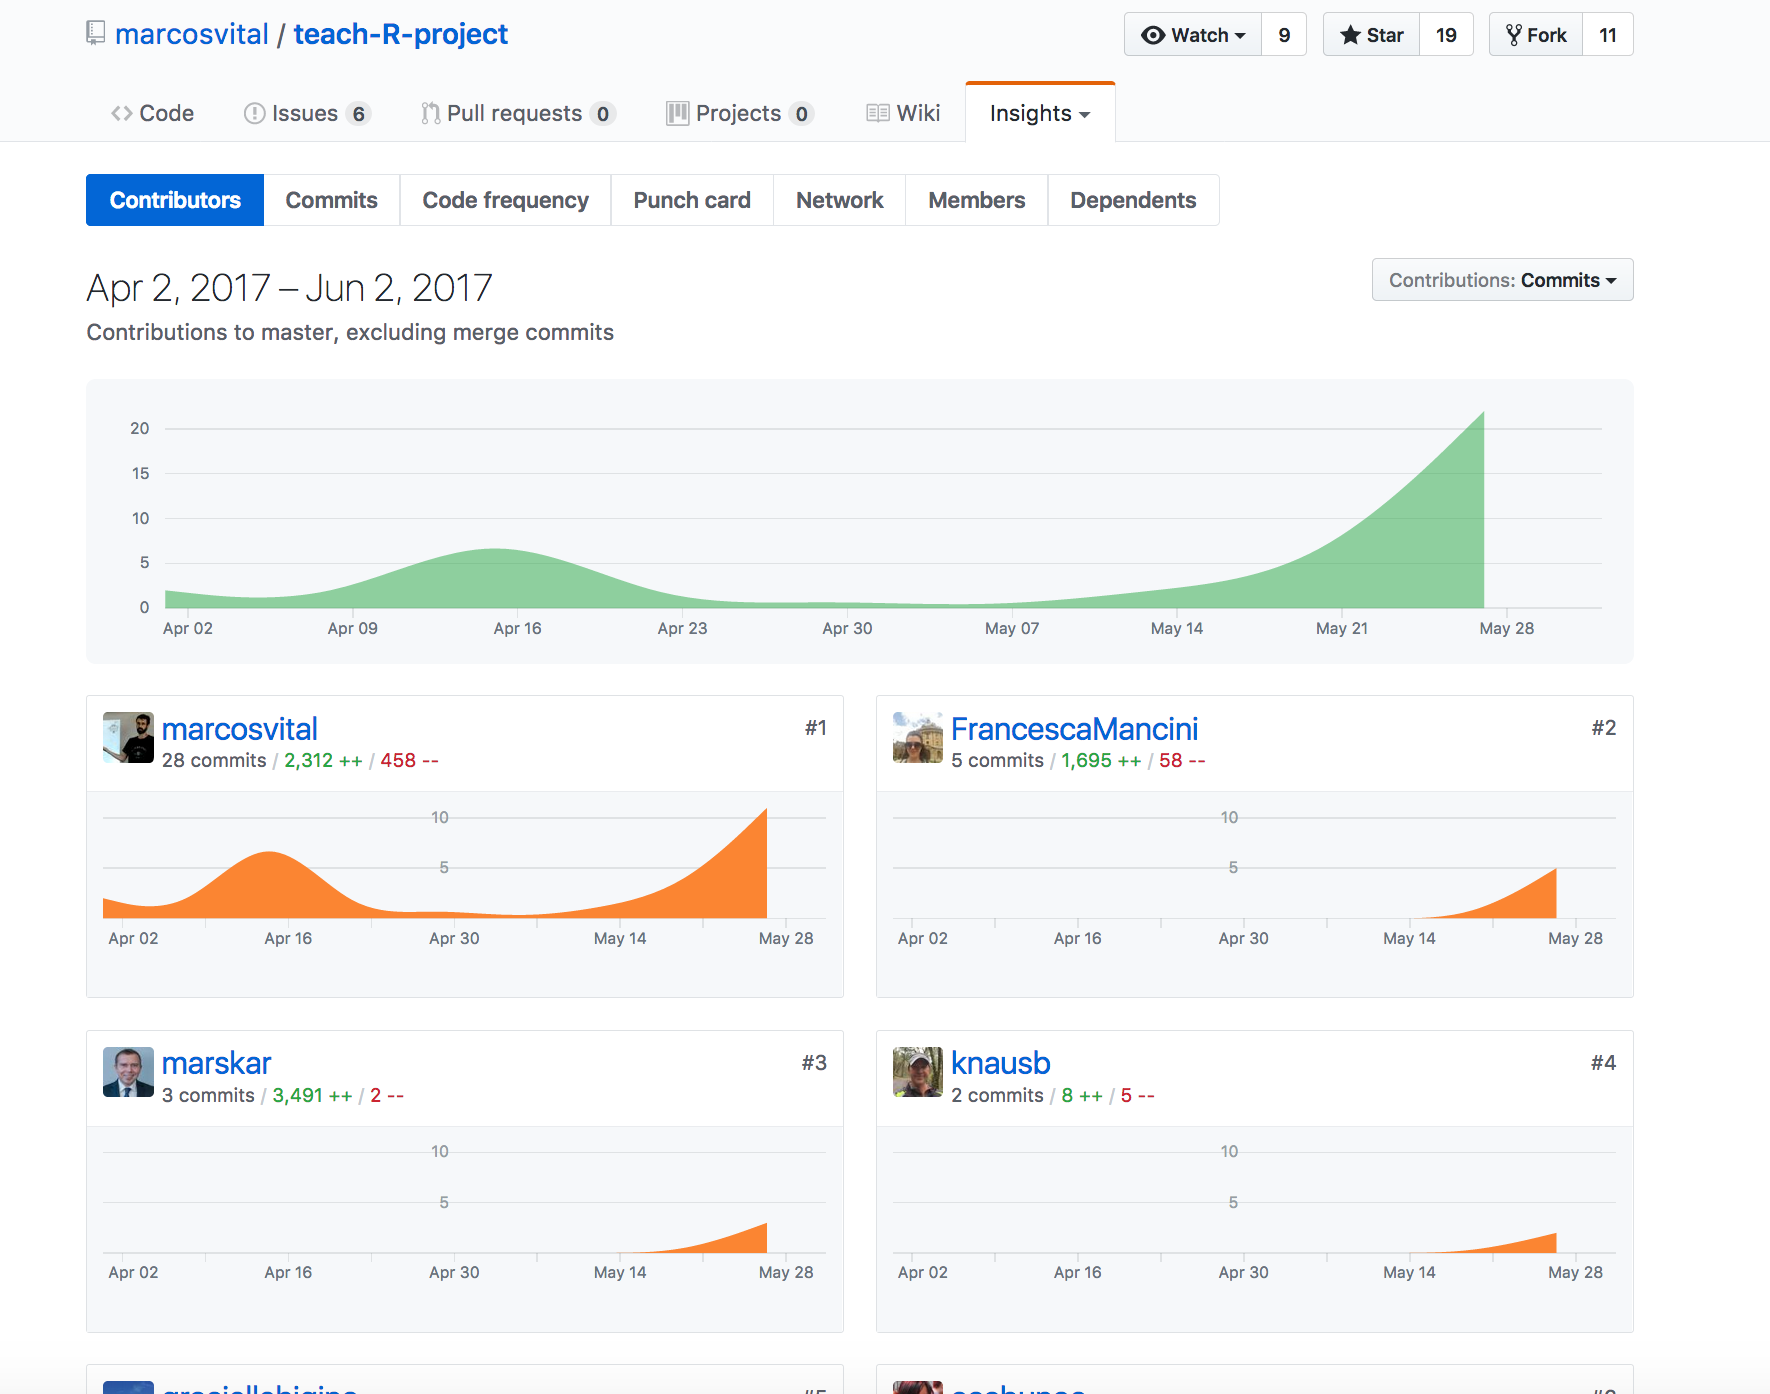 marcosvital / teach-R-project
Watch 9 Star 19 Fork 11
Code Issues 6 Pull requests 0 Projects 0 Wiki Insights
Contributors Commits Code frequency Punch card Network Members Dependents
Apr 2, 2017 – Jun 2, 2017
Contributions: Commits
Contributions to master, excluding merge commits
20
15
10
5
0
Apr 02 Apr 09 Apr 16 Apr 23 Apr 30 May 07 May 14 May 21 May 28
marcosvital #1
28 commits / 2,312 ++ / 458 --
10
5
Apr 02 Apr 16 Apr 30 May 14 May 28
FrancescaMancini #2
5 commits / 1,695 ++ / 58 --
10
5
Apr 02 Apr 16 Apr 30 May 14 May 28
marskar #3
3 commits / 3,491 ++ / 2 --
10
5
Apr 02 Apr 16 Apr 30 May 14 May 28
knausb #4
2 commits / 8 ++ / 5 --
10
5
Apr 02 Apr 16 Apr 30 May 14 May 28
#5